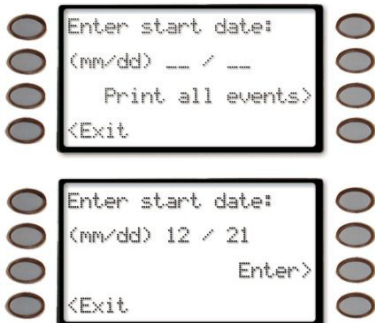 Enter start date:
(mm/dd) __ / __
Print all events>
<Exit
Enter start date:
(mm/dd) 12 / 21
Enter>
<Exit